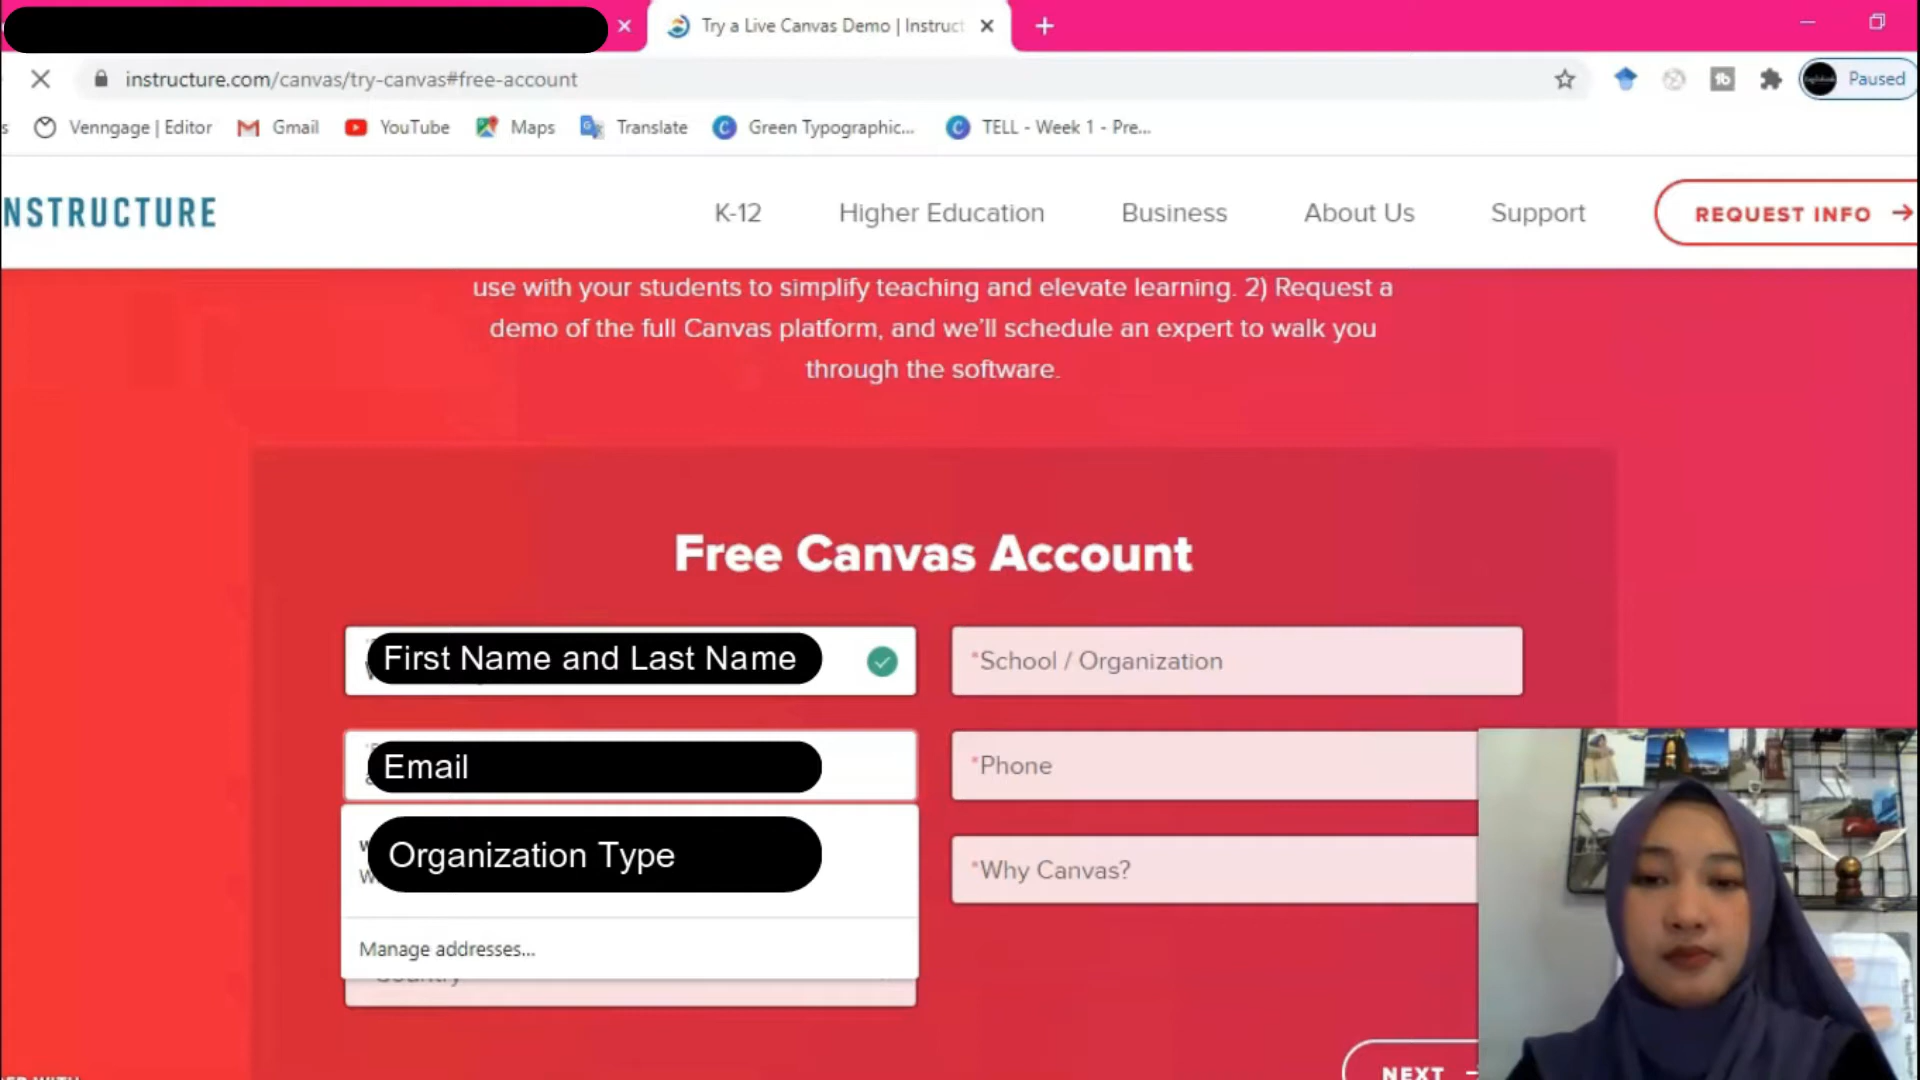 Try a Live Canvas Demo | Instruct
instructure.com/canvas/try-canvas#free-account
Paused
s Venngage | Editor Gmail YouTube Maps Translate Green Typographic... TELL - Week 1 - Pre...
NSTRUCTURE
K-12 Higher Education Business About Us Support REQUEST INFO
use with your students to simplify teaching and elevate learning. 2) Request a
demo of the full Canvas platform, and we'll schedule an expert to walk you
through the software.
Free Canvas Account
First Name and Last Name
*School / Organization
Email
*Phone
Organization Type
*Why Canvas?
Manage addresses...
Country
NEXT